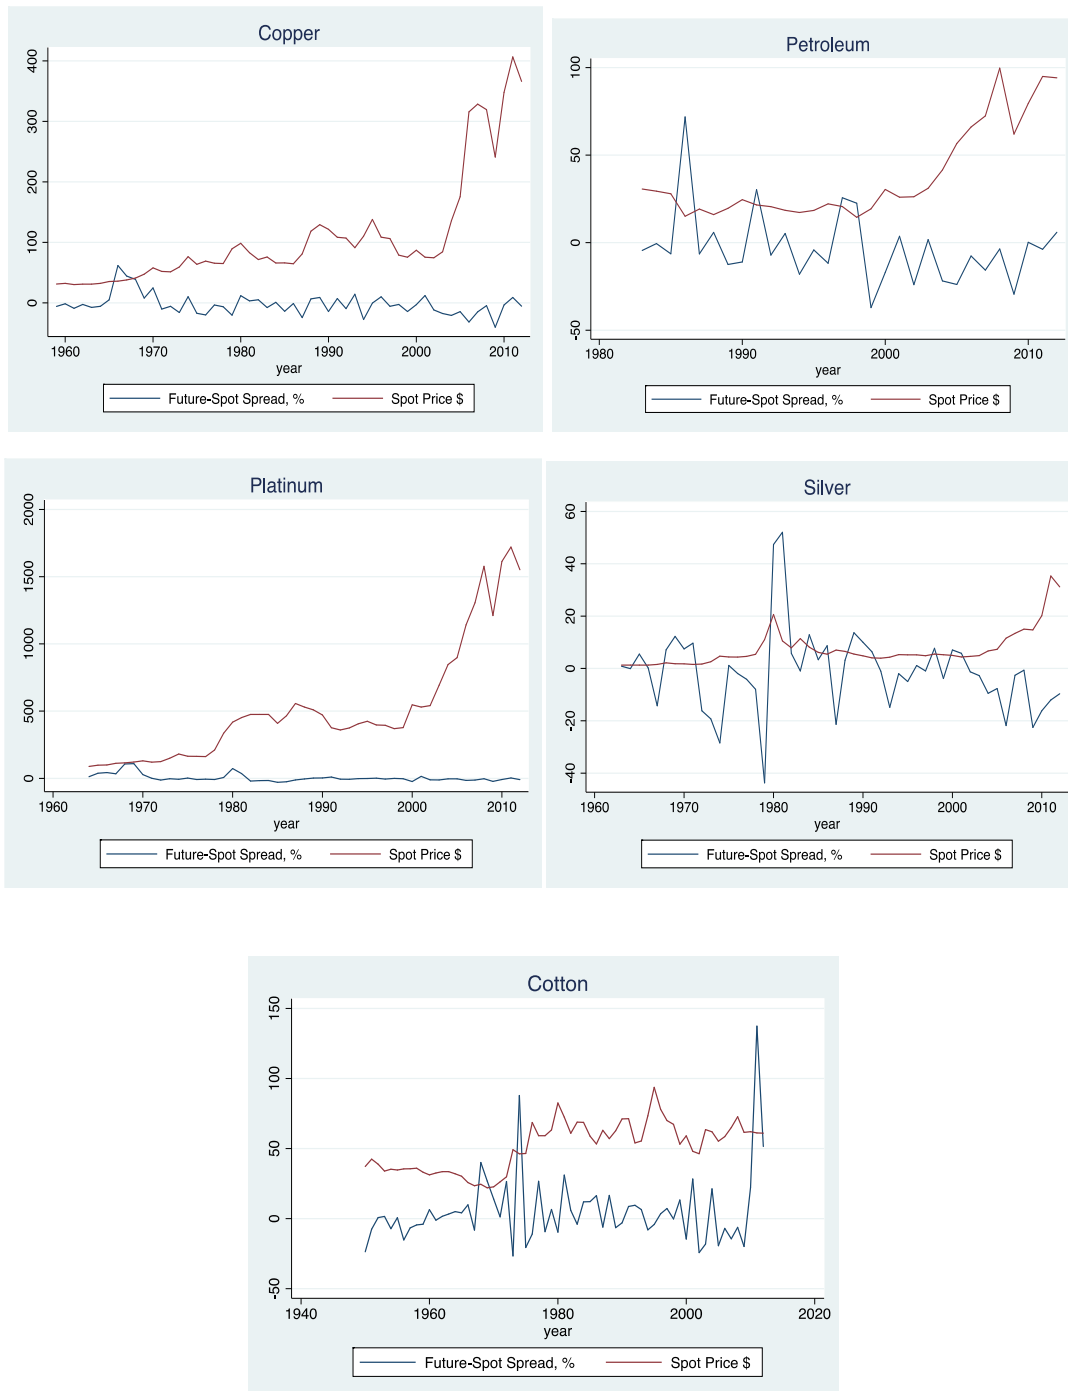 Copper
400
300
200
100
0
1960 1970 1980 1990 2000 2010
year
Future-Spot Spread, % Spot Price $
Petroleum
100
50
0
-50
1980 1990 2000 2010
year
Future-Spot Spread, % Spot Price $
Platinum
2000
1500
1000
500
0
1960 1970 1980 1990 2000 2010
year
Future-Spot Spread, % Spot Price $
Silver
60
40
20
0
-20
-40
1960 1970 1980 1990 2000 2010
year
Future-Spot Spread, % Spot Price $
Cotton
150
100
50
0
-50
1940 1960 1980 2000 2020
year
Future-Spot Spread, % Spot Price $